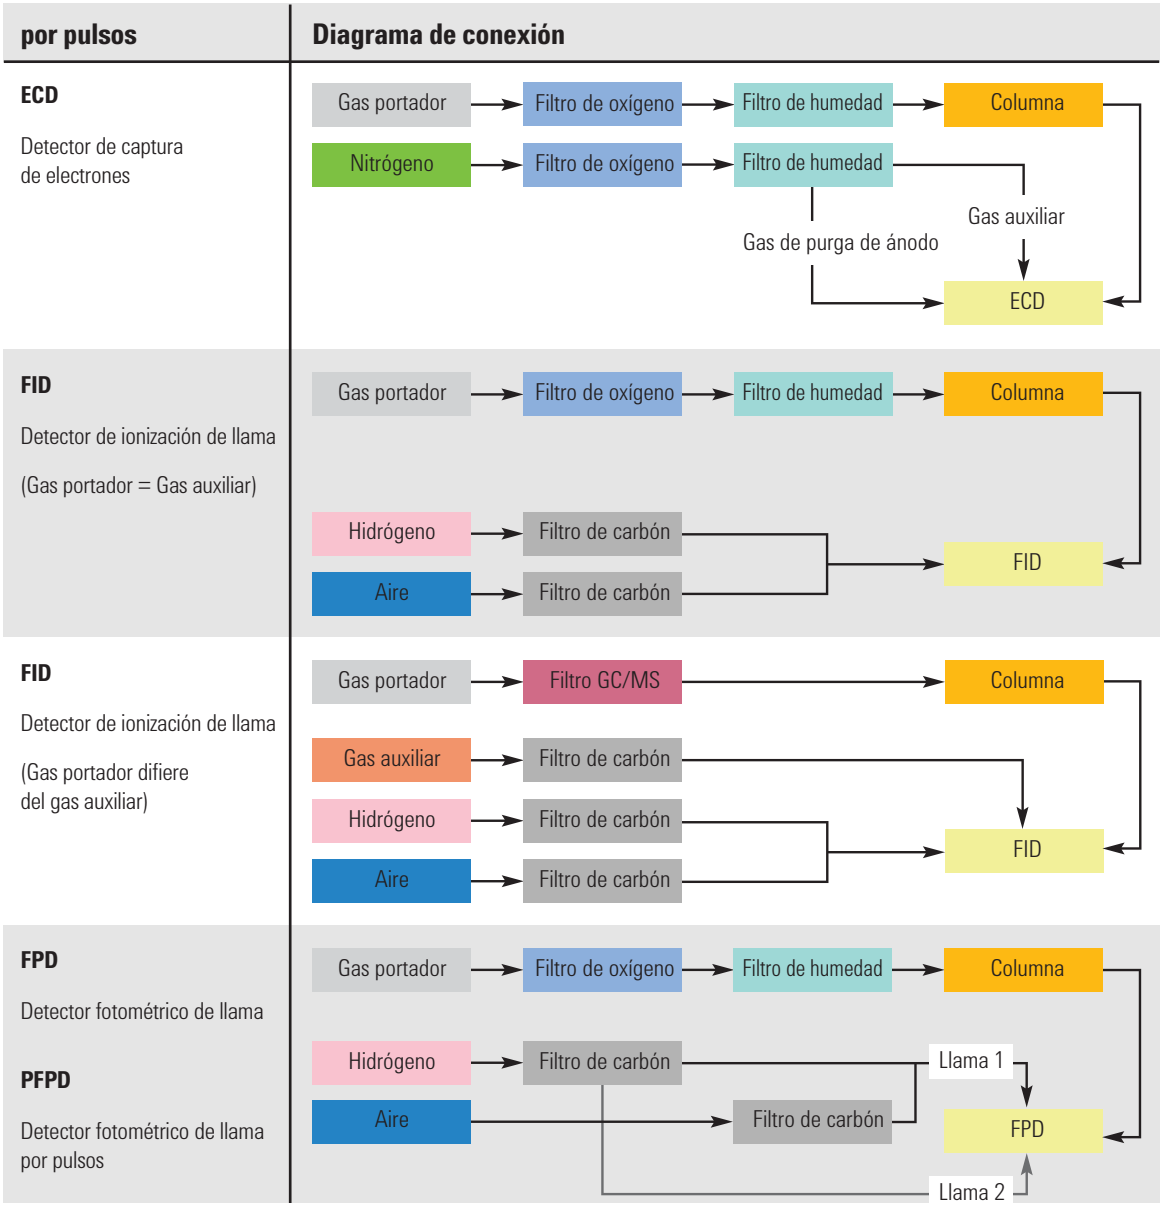 por pulsos
Diagrama de conexión
ECD
Detector de captura
de electrones
Gas portador
Filtro de oxígeno
Filtro de humedad
Columna
Nitrógeno
Filtro de oxígeno
Filtro de humedad
Gas auxiliar
Gas de purga de ánodo
ECD
FID
Detector de ionización de llama
(Gas portador = Gas auxiliar)
Gas portador
Filtro de oxígeno
Filtro de humedad
Columna
Hidrógeno
Filtro de carbón
FID
Aire
Filtro de carbón
FID
Detector de ionización de llama
(Gas portador difiere
del gas auxiliar)
Gas portador
Filtro GC/MS
Columna
Gas auxiliar
Filtro de carbón
Hidrógeno
Filtro de carbón
FID
Aire
Filtro de carbón
FPD
Detector fotométrico de llama
PFPD
Detector fotométrico de llama
por pulsos
Gas portador
Filtro de oxígeno
Filtro de humedad
Columna
Hidrógeno
Filtro de carbón
Llama 1
Aire
Filtro de carbón
FPD
Llama 2